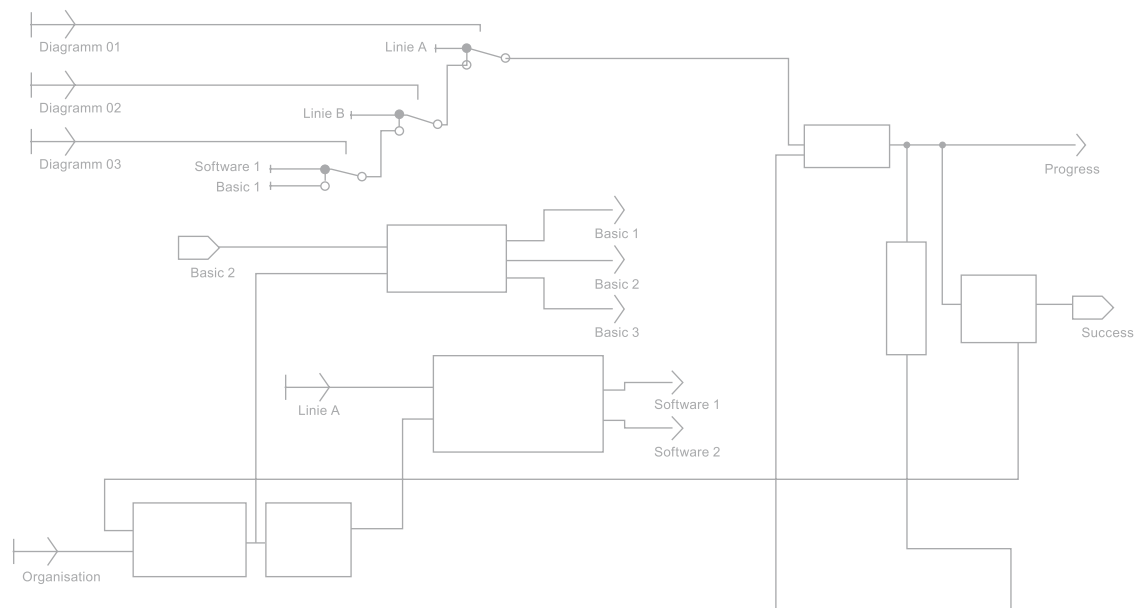 Diagramm 01
Linie A
Diagramm 02
Linie B
Diagramm 03
Software 1
Basic 1
Progress
Basic 1
Basic 2
Basic 2
Basic 3
Success
Linie A
Software 1
Software 2
Organisation